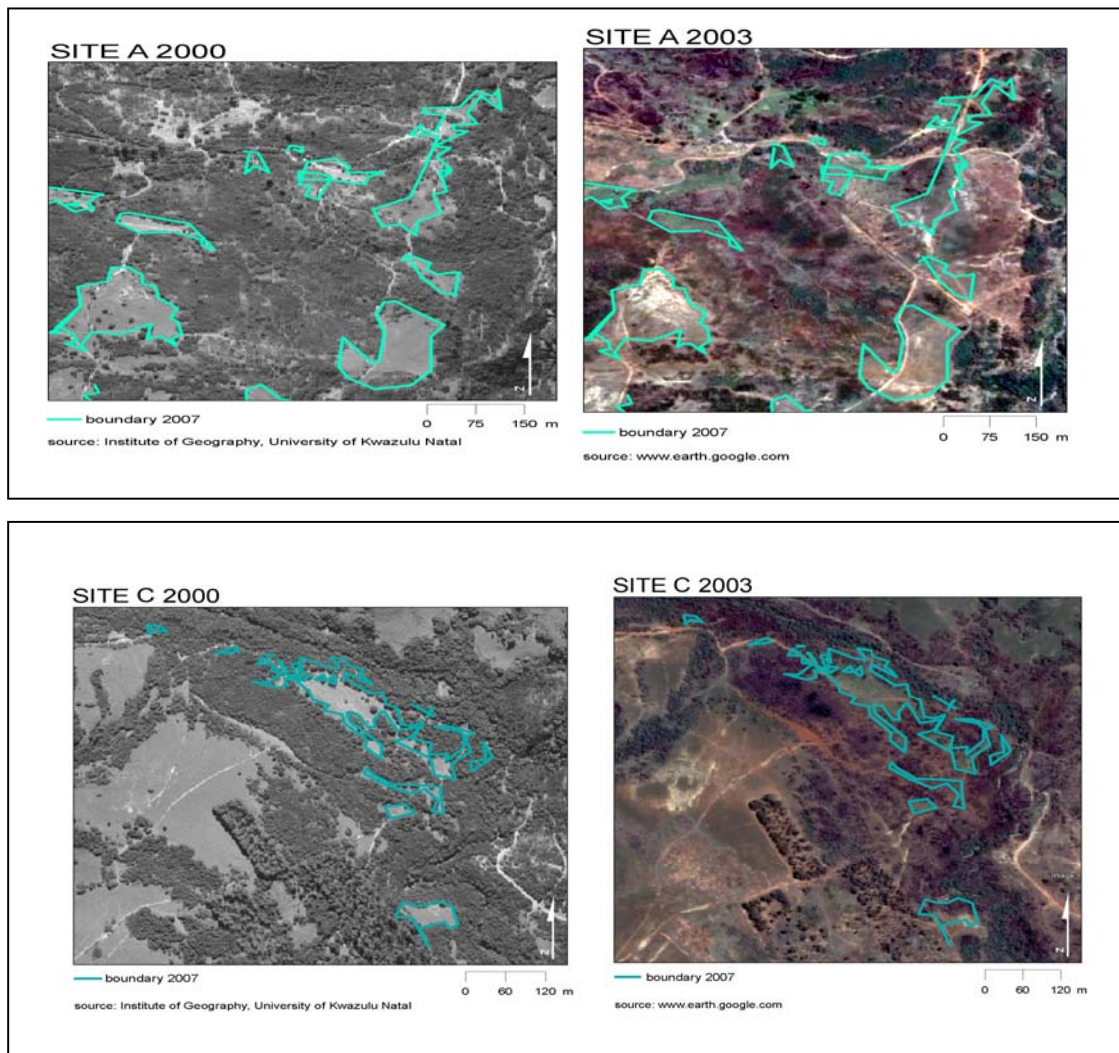 SITE A 2000
boundary 2007
0 75 150 m
source: Institute of Geography, University of Kwazulu Natal
SITE A 2003
boundary 2007
0 75 150 m
source: www.earth.google.com
SITE C 2000
boundary 2007
0 60 120 m
source: Institute of Geography, University of Kwazulu Natal
SITE C 2003
Image
boundary 2007
0 60 120 m
source: www.earth.google.com